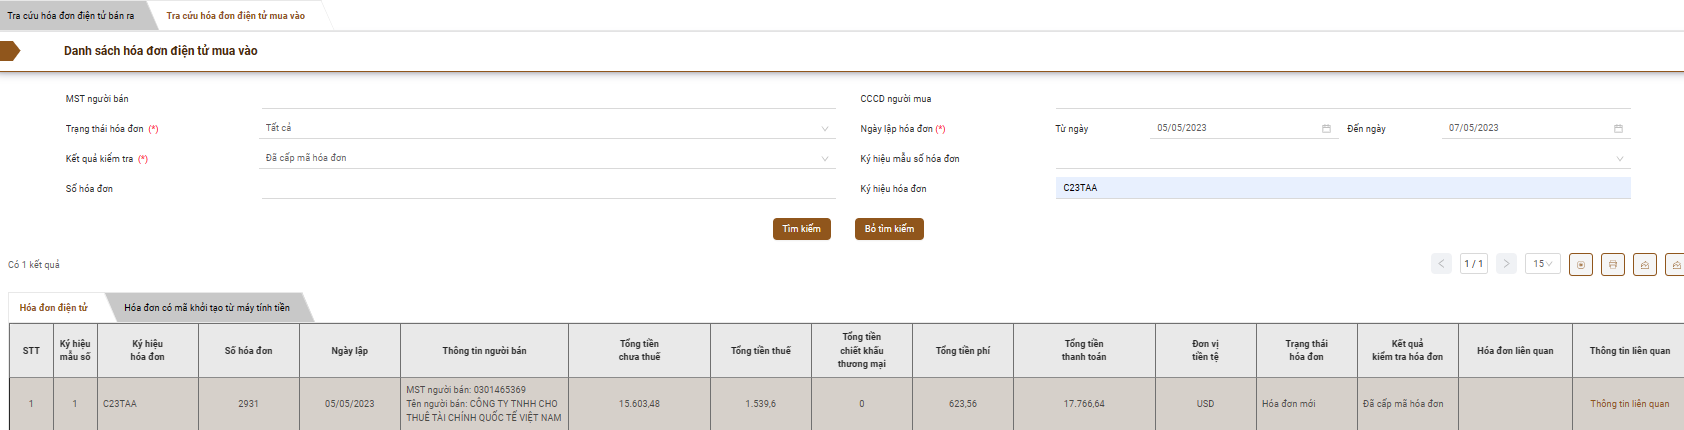 Tra cứu hóa đơn điện tử bán ra
Tra cứu hóa đơn điện tử mua vào
Danh sách hóa đơn điện tử mua vào
MST người bán
CCCD người mua
Trạng thái hóa đơn (*)
Tất cả
Ngày lập hóa đơn (*)
Từ ngày
05/05/2023
Đến ngày
07/05/2023
Kết quả kiểm tra (*)
Đã cấp mã hóa đơn
Ký hiệu mẫu số hóa đơn
Số hóa đơn
Ký hiệu hóa đơn
C23TAA
Tìm kiếm
Bỏ tìm kiếm
Có 1 kết quả
1 / 1
15
Hóa đơn điện tử
Hóa đơn có mã khởi tạo từ máy tính tiền
STT
Ký hiệu
mẫu số
Ký hiệu
hóa đơn
Số hóa đơn
Ngày lập
Thông tin người bán
Tổng tiền
chưa thuế
Tổng tiền thuế
Tổng tiền
chiết khấu
thương mại
Tổng tiền phí
Tổng tiền
thanh toán
Đơn vị
tiền tệ
Trạng thái
hóa đơn
Kết quả
kiểm tra hóa đơn
Hóa đơn liên quan
Thông tin liên quan
1
1
C23TAA
2931
05/05/2023
MST người bán: 0301465369
Tên người bán: CÔNG TY TNHH CHO
THUÊ TÀI CHÍNH QUỐC TẾ VIỆT NAM
15.603,48
1.539,6
0
623,56
17.766,64
USD
Hóa đơn mới
Đã cấp mã hóa đơn
Thông tin liên quan